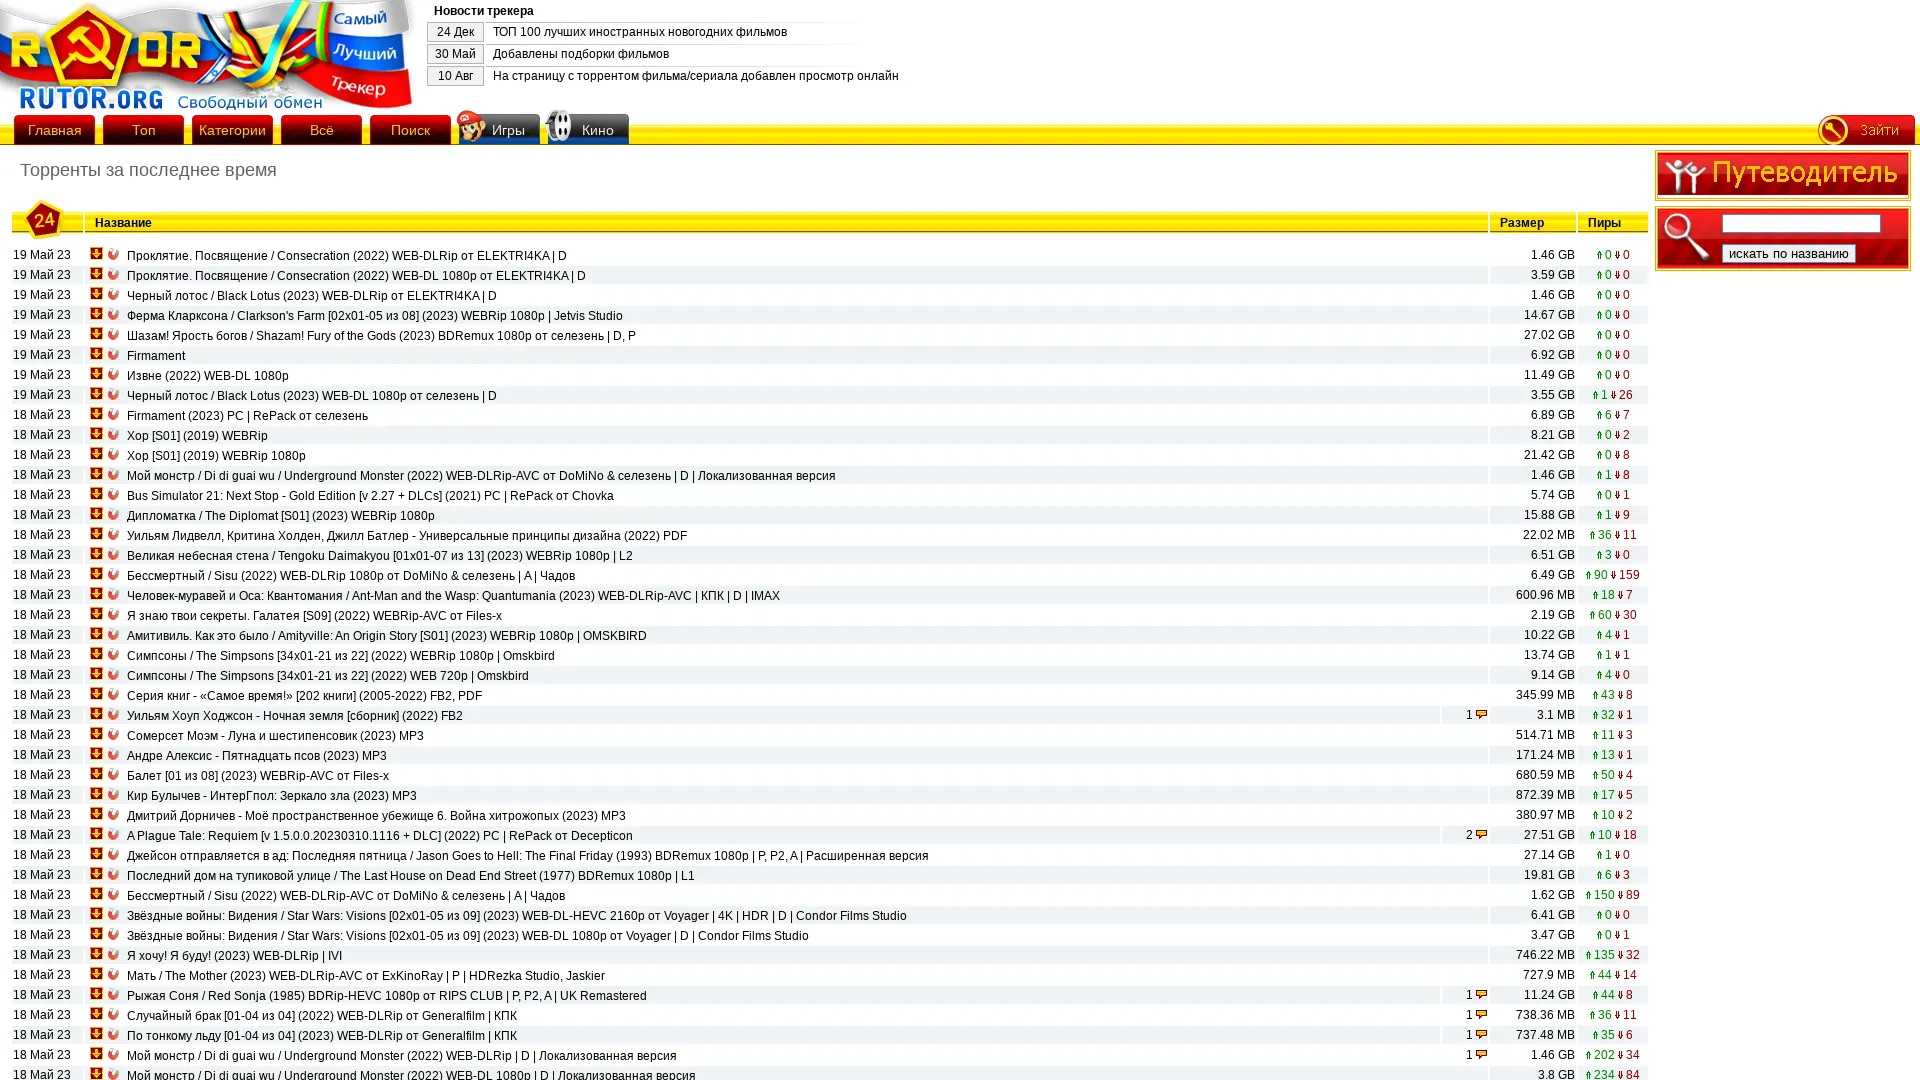 Самый
Лучший
Трекер
RUTOR.ORG Свободный обмен
Новости трекера
24 Дек ТОП 100 лучших иностранных новогодних фильмов
30 Май Добавлены подборки фильмов
10 Авг На страницу с торрентом фильма/сериала добавлен просмотр онлайн
Главная Топ Категории Всё Поиск Игры Кино Зайти
Торренты за последнее время
Путеводитель
искать по названию
24 Название Размер Пиры
19 Май 23 Проклятие. Посвящение / Consecration (2022) WEB-DLRip от ELEKTRI4KA | D 1.46 GB 0 0
19 Май 23 Проклятие. Посвящение / Consecration (2022) WEB-DL 1080p от ELEKTRI4KA | D 3.59 GB 0 0
19 Май 23 Черный лотос / Black Lotus (2023) WEB-DLRip от ELEKTRI4KA | D 1.46 GB 0 0
19 Май 23 Ферма Кларксона / Clarkson's Farm [02x01-05 из 08] (2023) WEBRip 1080p | Jetvis Studio 14.67 GB 0 0
19 Май 23 Шазам! Ярость богов / Shazam! Fury of the Gods (2023) BDRemux 1080p от селезень | D, P 27.02 GB 0 0
19 Май 23 Firmament 6.92 GB 0 0
19 Май 23 Извне (2022) WEB-DL 1080p 11.49 GB 0 0
19 Май 23 Черный лотос / Black Lotus (2023) WEB-DL 1080p от селезень | D 3.55 GB 1 26
18 Май 23 Firmament (2023) PC | RePack от селезень 6.89 GB 6 7
18 Май 23 Хор [S01] (2019) WEBRip 8.21 GB 0 2
18 Май 23 Хор [S01] (2019) WEBRip 1080p 21.42 GB 0 8
18 Май 23 Мой монстр / Di di guai wu / Underground Monster (2022) WEB-DLRip-AVC от DoMiNo & селезень | D | Локализованная версия 1.46 GB 1 8
18 Май 23 Bus Simulator 21: Next Stop - Gold Edition [v 2.27 + DLCs] (2021) PC | RePack от Chovka 5.74 GB 0 1
18 Май 23 Дипломатка / The Diplomat [S01] (2023) WEBRip 1080p 15.88 GB 1 9
18 Май 23 Уильям Лидвелл, Критина Холден, Джилл Батлер - Универсальные принципы дизайна (2022) PDF 22.02 MB 36 11
18 Май 23 Великая небесная стена / Tengoku Daimakyou [01x01-07 из 13] (2023) WEBRip 1080p | L2 6.51 GB 3 0
18 Май 23 Бессмертный / Sisu (2022) WEB-DLRip 1080p от DoMiNo & селезень | A | Чадов 6.49 GB 90 159
18 Май 23 Человек-муравей и Оса: Квантомания / Ant-Man and the Wasp: Quantumania (2023) WEB-DLRip-AVC | КПК | D | IMAX 600.96 MB 18 7
18 Май 23 Я знаю твои секреты. Галатея [S09] (2022) WEBRip-AVC от Files-x 2.19 GB 60 30
18 Май 23 Амитивиль. Как это было / Amityville: An Origin Story [S01] (2023) WEBRip 1080p | OMSKBIRD 10.22 GB 4 1
18 Май 23 Симпсоны / The Simpsons [34x01-21 из 22] (2022) WEBRip 1080p | Omskbird 13.74 GB 1 1
18 Май 23 Симпсоны / The Simpsons [34x01-21 из 22] (2022) WEB 720p | Omskbird 9.14 GB 4 0
18 Май 23 Серия книг - «Самое время!» [202 книги] (2005-2022) FB2, PDF 345.99 MB 43 8
18 Май 23 Уильям Хоуп Ходжсон - Ночная земля [сборник] (2022) FB2 1 3.1 MB 32 1
18 Май 23 Сомерсет Моэм - Луна и шестипенсовик (2023) MP3 514.71 MB 11 3
18 Май 23 Андре Алексис - Пятнадцать псов (2023) MP3 171.24 MB 13 1
18 Май 23 Балет [01 из 08] (2023) WEBRip-AVC от Files-x 680.59 MB 50 4
18 Май 23 Кир Булычев - ИнтерГпол: Зеркало зла (2023) MP3 872.39 MB 17 5
18 Май 23 Дмитрий Дорничев - Моё пространственное убежище 6. Война хитрожопых (2023) MP3 380.97 MB 10 2
18 Май 23 A Plague Tale: Requiem [v 1.5.0.0.20230310.1116 + DLC] (2022) PC | RePack от Decepticon 2 27.51 GB 10 18
18 Май 23 Джейсон отправляется в ад: Последняя пятница / Jason Goes to Hell: The Final Friday (1993) BDRemux 1080p | P, P2, A | Расширенная версия 27.14 GB 1 0
18 Май 23 Последний дом на тупиковой улице / The Last House on Dead End Street (1977) BDRemux 1080p | L1 19.81 GB 6 3
18 Май 23 Бессмертный / Sisu (2022) WEB-DLRip-AVC от DoMiNo & селезень | A | Чадов 1.62 GB 150 89
18 Май 23 Звёздные войны: Видения / Star Wars: Visions [02x01-05 из 09] (2023) WEB-DL-HEVC 2160p от Voyager | 4K | HDR | D | Condor Films Studio 6.41 GB 0 0
18 Май 23 Звёздные войны: Видения / Star Wars: Visions [02x01-05 из 09] (2023) WEB-DL 1080p от Voyager | D | Condor Films Studio 3.47 GB 0 1
18 Май 23 Я хочу! Я буду! (2023) WEB-DLRip | IVI 746.22 MB 135 32
18 Май 23 Мать / The Mother (2023) WEB-DLRip-AVC от ExKinoRay | P | HDRezka Studio, Jaskier 727.9 MB 44 14
18 Май 23 Рыжая Соня / Red Sonja (1985) BDRip-HEVC 1080p от RIPS CLUB | P, P2, A | UK Remastered 1 11.24 GB 44 8
18 Май 23 Случайный брак [01-04 из 04] (2022) WEB-DLRip от Generalfilm | КПК 1 738.36 MB 36 11
18 Май 23 По тонкому льду [01-04 из 04] (2023) WEB-DLRip от Generalfilm | КПК 1 737.48 MB 35 6
18 Май 23 Мой монстр / Di di guai wu / Underground Monster (2022) WEB-DLRip | D | Локализованная версия 1 1.46 GB 202 34
18 Май 23 Мой монстр / Di di guai wu / Underground Monster (2022) WEB-DL 1080p | D | Локализованная версия 3.8 GB 234 84